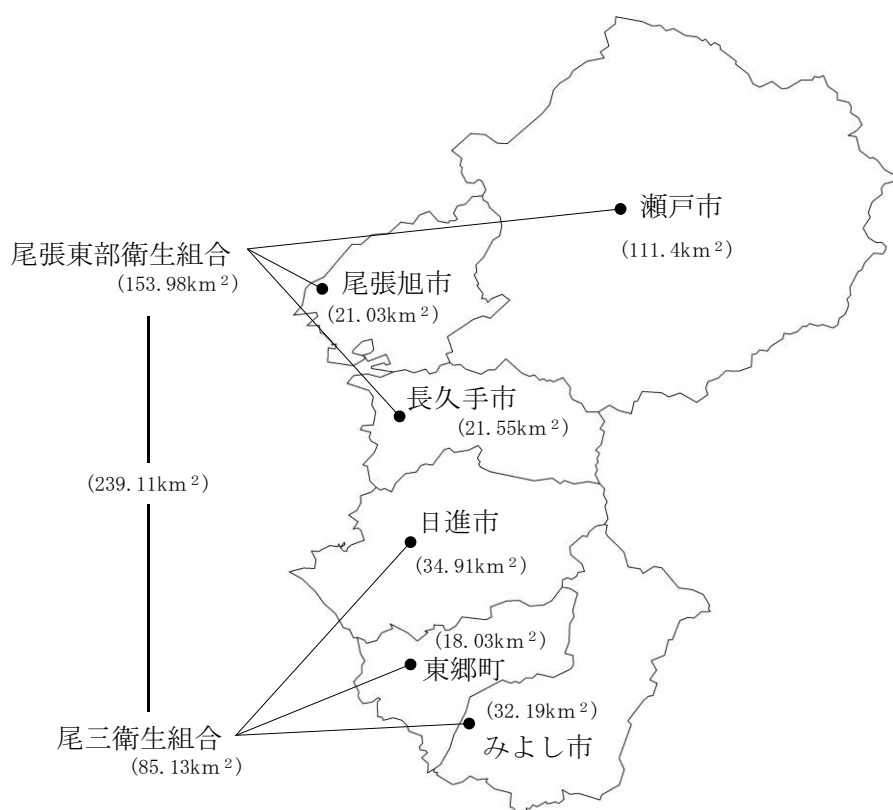 瀬戸市
(111.4km²)
尾張東部衛生組合
(153.98km²)
尾張旭市
(21.03km²)
長久手市
(21.55km²)
(239.11km²)
日進市
(34.91km²)
(18.03km²)
東郷町
(32.19km²)
みよし市
尾三衛生組合
(85.13km²)